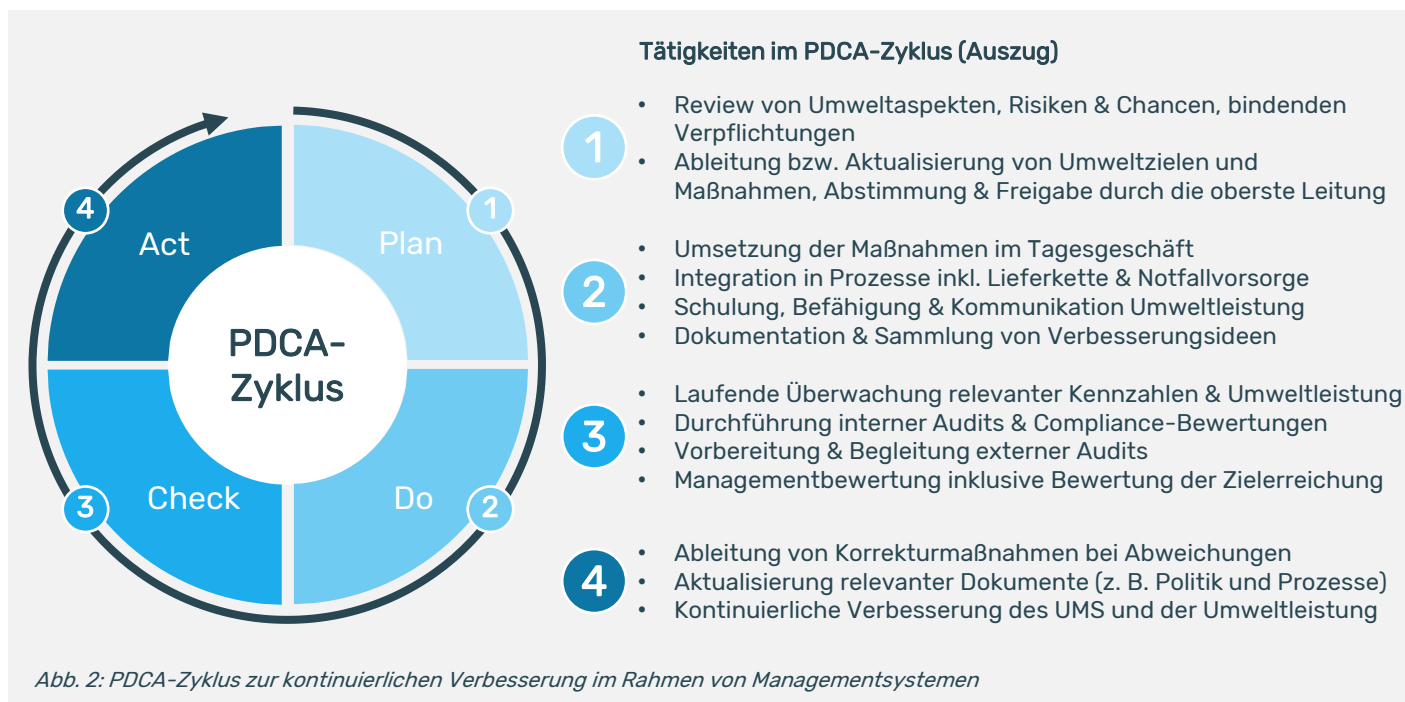 Tätigkeiten im PDCA-Zyklus (Auszug)
1
• Review von Umweltaspekten, Risiken & Chancen, bindenden
Verpflichtungen
• Ableitung bzw. Aktualisierung von Umweltzielen und
Maßnahmen, Abstimmung & Freigabe durch die oberste Leitung
2
• Umsetzung der Maßnahmen im Tagesgeschäft
• Integration in Prozesse inkl. Lieferkette & Notfallvorsorge
• Schulung, Befähigung & Kommunikation Umweltleistung
• Dokumentation & Sammlung von Verbesserungsideen
3
• Laufende Überwachung relevanter Kennzahlen & Umweltleistung
• Durchführung interner Audits & Compliance-Bewertungen
• Vorbereitung & Begleitung externer Audits
• Managementbewertung inklusive Bewertung der Zielerreichung
4
• Ableitung von Korrekturmaßnahmen bei Abweichungen
• Aktualisierung relevanter Dokumente (z. B. Politik und Prozesse)
• Kontinuierliche Verbesserung des UMS und der Umweltleistung
PDCA-
Zyklus
1
Plan
2
Do
3
Check
4
Act
Abb. 2: PDCA-Zyklus zur kontinuierlichen Verbesserung im Rahmen von Managementsystemen